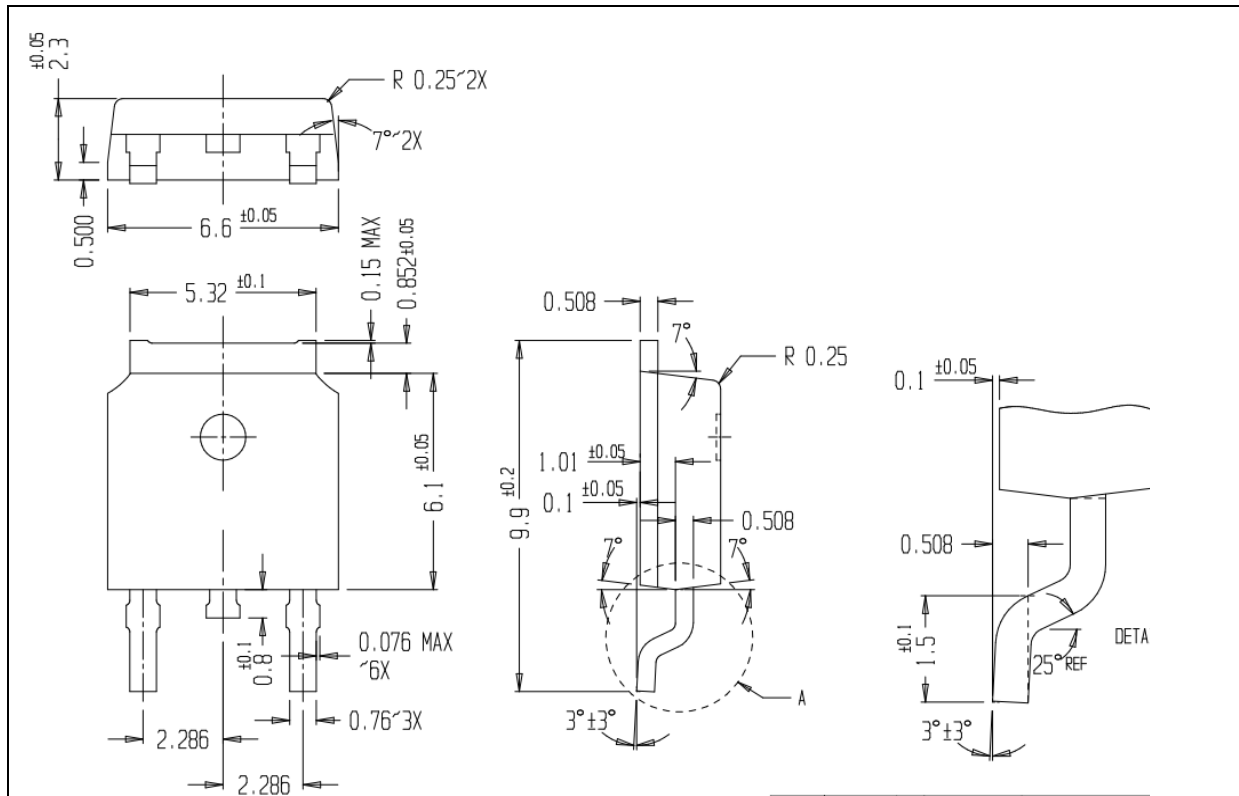 ±0.05
2.3
R 0.25~2X
7°~2X
0.500
6.6 ±0.05
5.32 ±0.1
0.15 MAX
0.852±0.05
6.1 ±0.05
0.8 ±0.1
0.076 MAX
~6X
0.76~3X
2.286
2.286
0.508
7°
R 0.25
9.9 ±0.2
1.01 ±0.05
0.1 ±0.05
0.508
7°
7°
A
3°±3°
0.1 ±0.05
0.508
1.5 ±0.1
25° REF
DETA
3°±3°